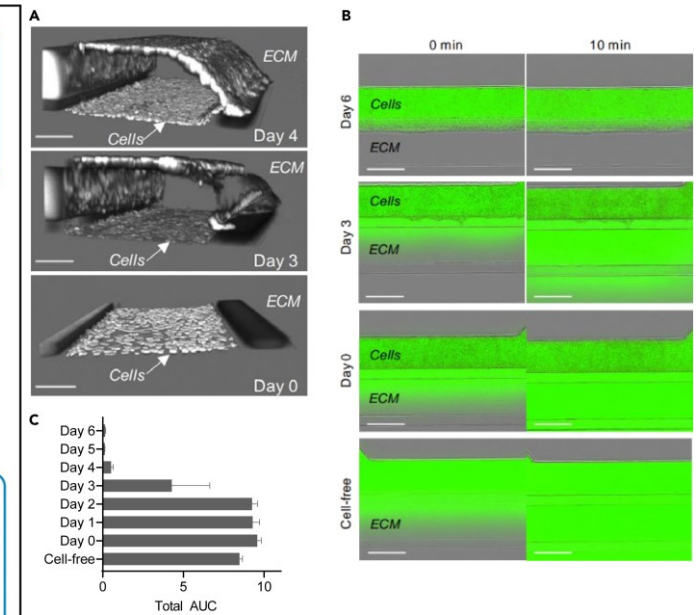 A
ECM
Cells
Day 4
ECM
Cells
Day 3
ECM
Cells
Day 0
B
0 min
10 min
Day 6
Cells
ECM
Day 3
Cells
ECM
Day 0
Cells
ECM
Cell-free
ECM
C
Day 6
Day 5
Day 4
Day 3
Day 2
Day 1
Day 0
Cell-free
0
5
10
Total AUC